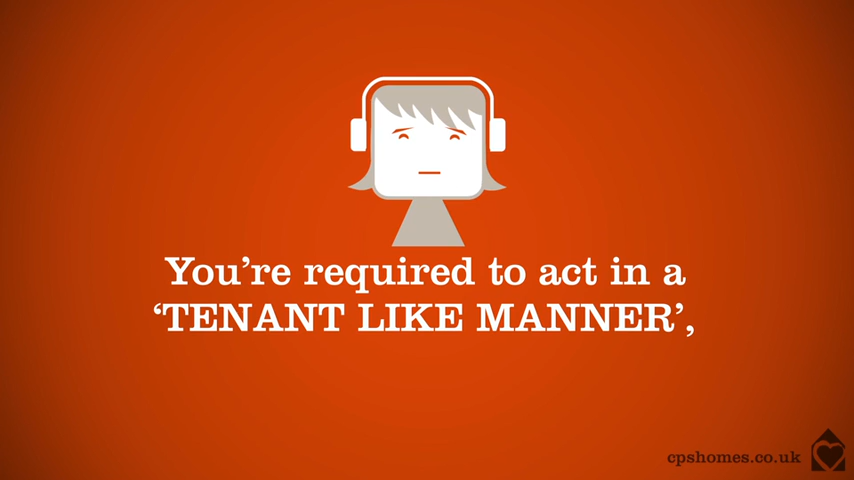 You’re required to act in a
‘TENANT LIKE MANNER’,
cpshomes.co.uk